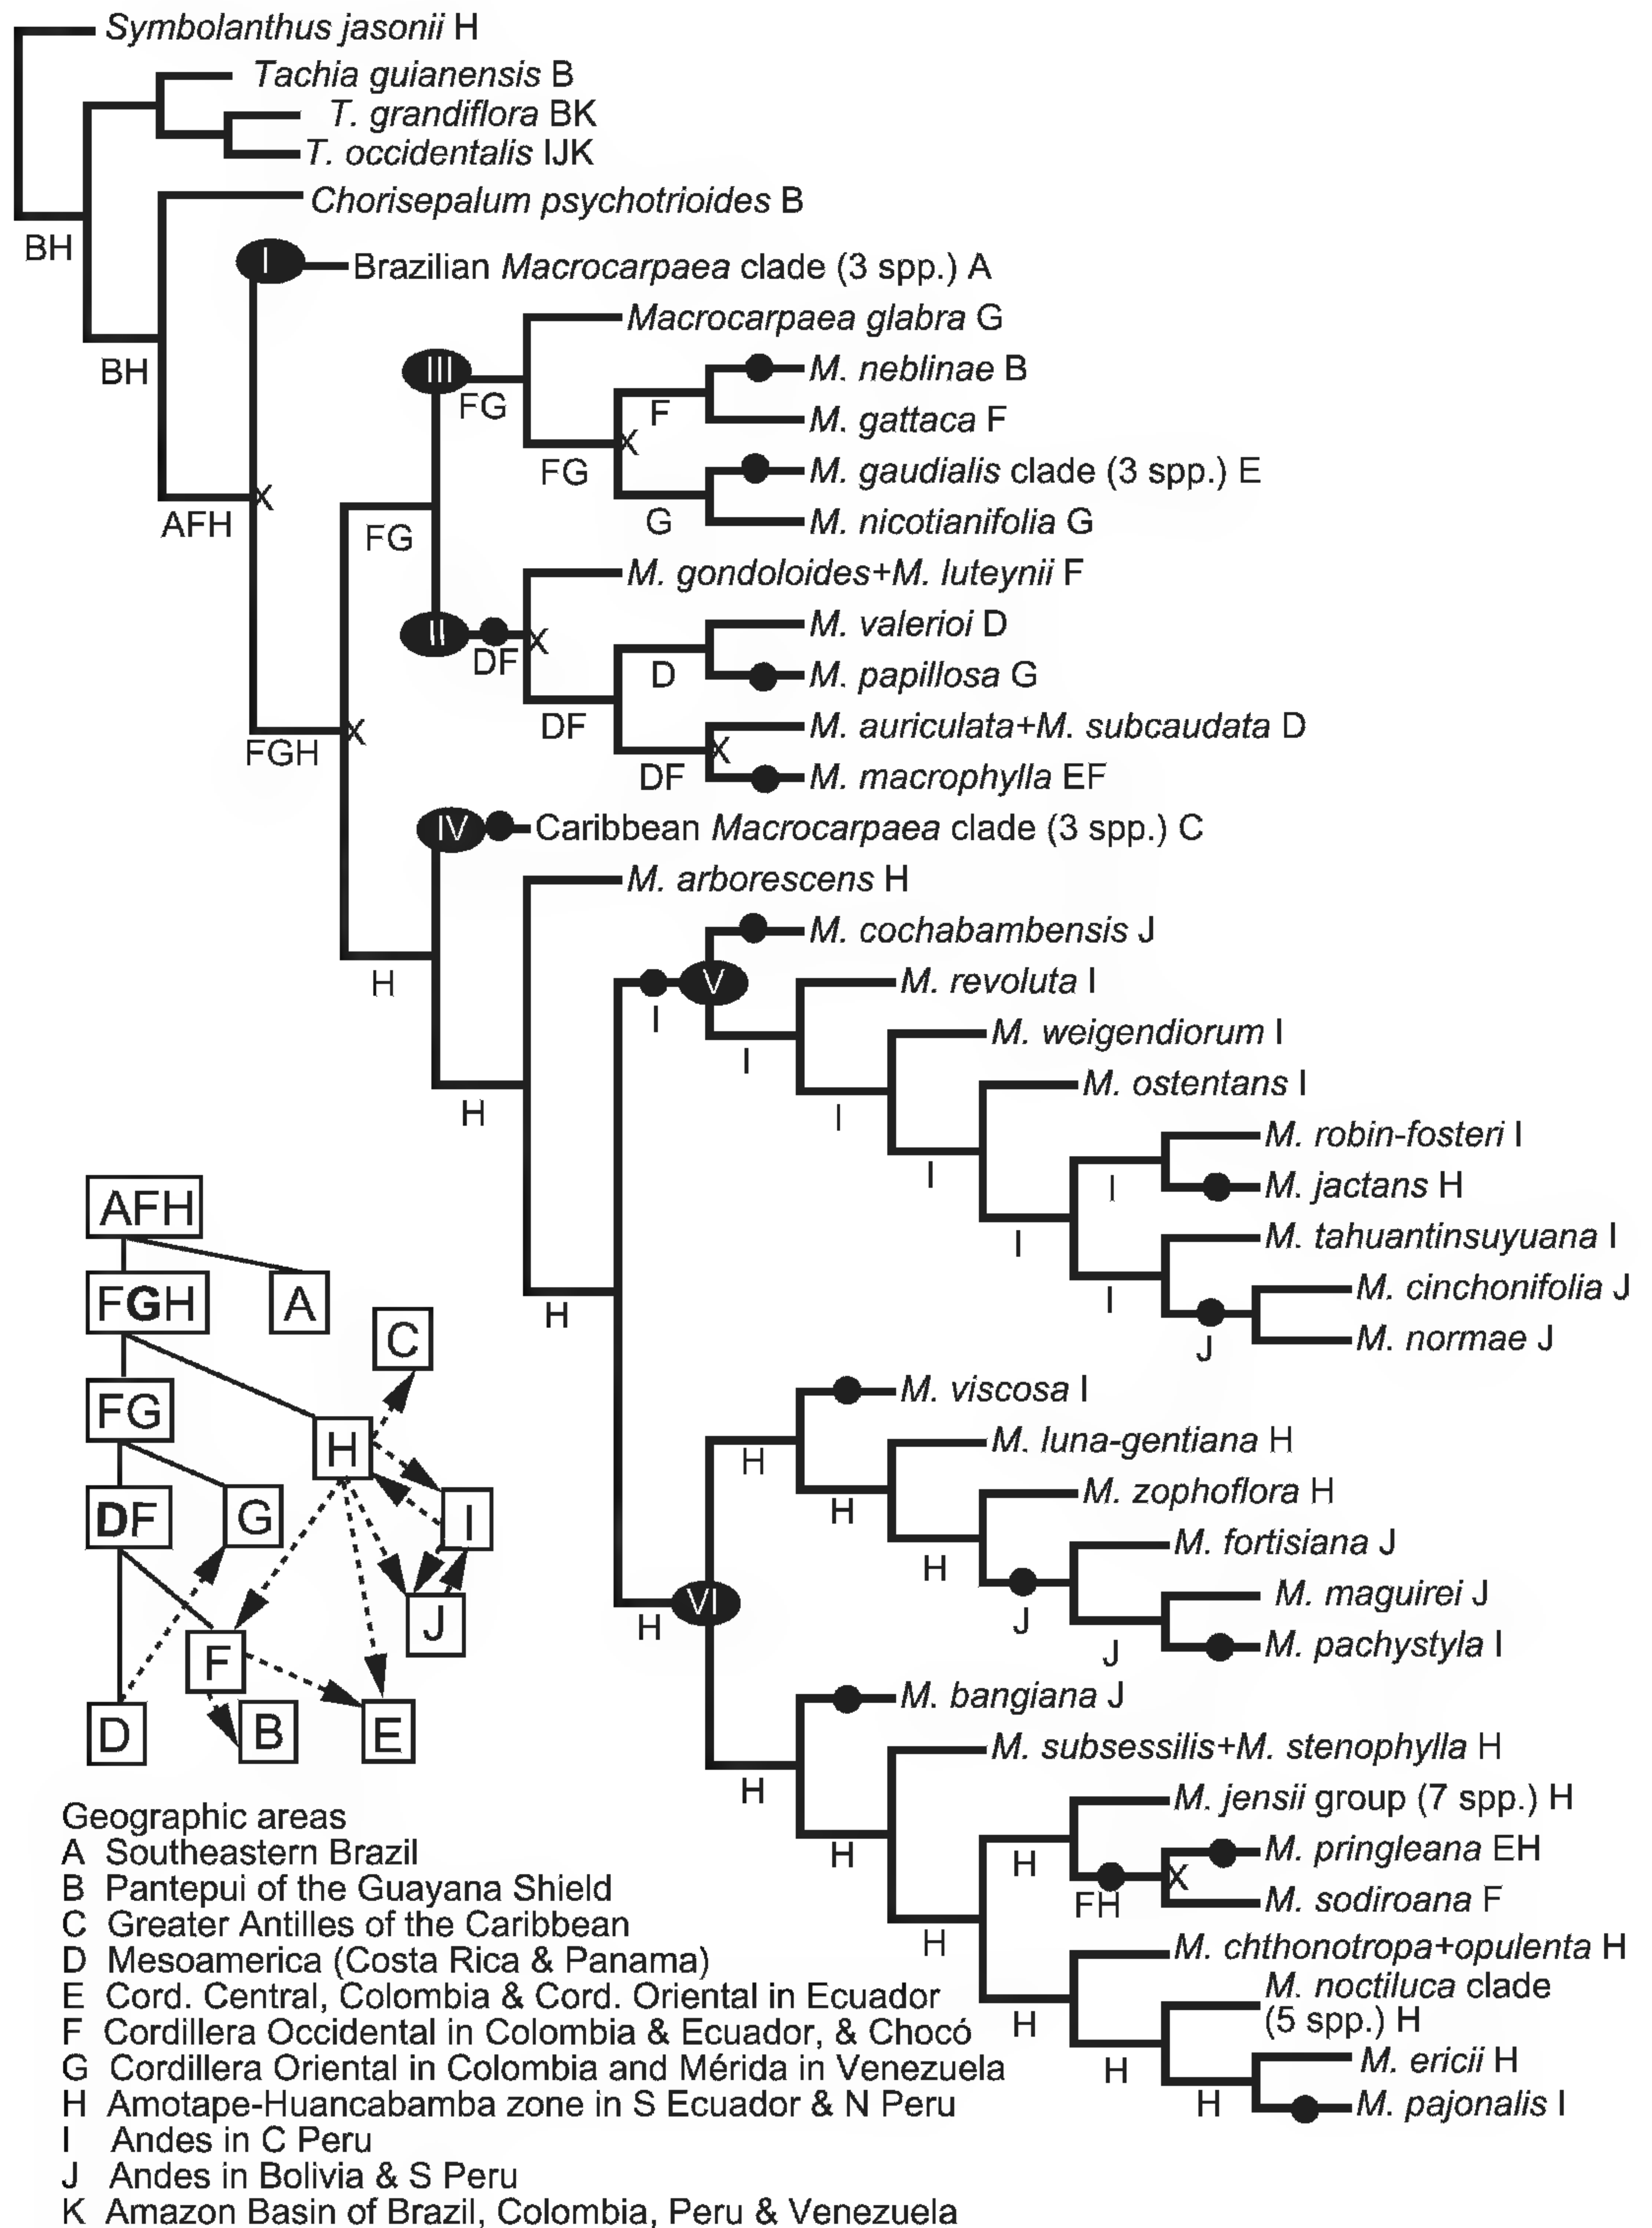 Symbolanthus jasonii H
Tachia guianensis B
T. grandiflora BK
T. occidentalis IJK
Chorisepalum psychotrioides B
BH
I
Brazilian Macrocarpaea clade (3 spp.) A
Macrocarpaea glabra G
BH
III
M. neblinae B
FG
F
M. gattaca F
X
FG
M. gaudialis clade (3 spp.) E
X
AFH
G
M. nicotianifolia G
FG
M. gondoloides+M. luteynii F
M. valerioi D
II
X
DF
D
M. papillosa G
DF
M. auriculata+M. subcaudata D
X
FGH
X
DF
M. macrophylla EF
IV
Caribbean Macrocarpaea clade (3 spp.) C
M. arborescens H
M. cochabambensis J
H
V
M. revoluta I
I
M. weigendiorum I
I
M. ostentans I
H
I
M. robin-fosteri I
I
I
M. jactans H
I
M. tahuantinsuyuana I
M. cinchonifolia J
H
I
J
M. normae J
M. viscosa I
M. luna-gentiana H
H
M. zophoflora H
H
M. fortisiana J
H
M. maguirei J
VI
H
J
J
M. pachystyla I
M. bangiana J
M. subsessilis+M. stenophylla H
H
M. jensii group (7 spp.) H
H
H
M. pringleana EH
X
FH
M. sodiroana F
H
M. chthonotropa+opulenta H
M. noctiluca clade
(5 spp.) H
H
M. ericii H
H
H
M. pajonalis I
AFH
FGH
A
C
FG
H
DF
G
I
J
F
D
B
E
Geographic areas
A Southeastern Brazil
B Pantepui of the Guayana Shield
C Greater Antilles of the Caribbean
D Mesoamerica (Costa Rica & Panama)
E Cord. Central, Colombia & Cord. Oriental in Ecuador
F Cordillera Occidental in Colombia & Ecuador, & Chocó
G Cordillera Oriental in Colombia and Mérida in Venezuela
H Amotape-Huancabamba zone in S Ecuador & N Peru
I Andes in C Peru
J Andes in Bolivia & S Peru
K Amazon Basin of Brazil, Colombia, Peru & Venezuela